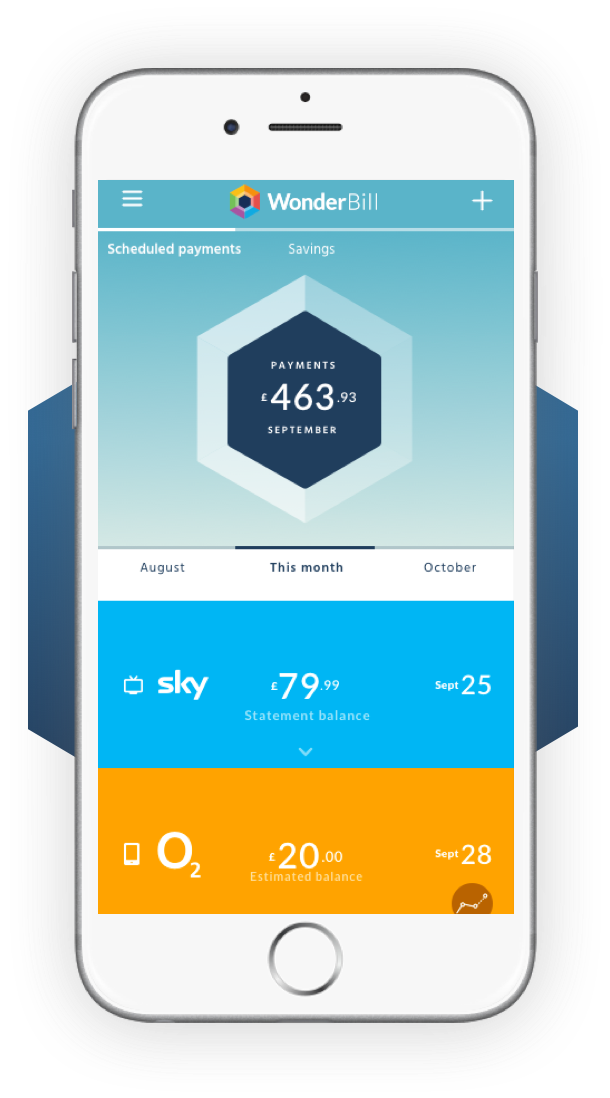 WonderBill
Scheduled payments Savings
PAYMENTS
£463.93
SEPTEMBER
August This month October
sky £79.99 Sept 25
Statement balance
O2 £20.00 Sept 28
Estimated balance